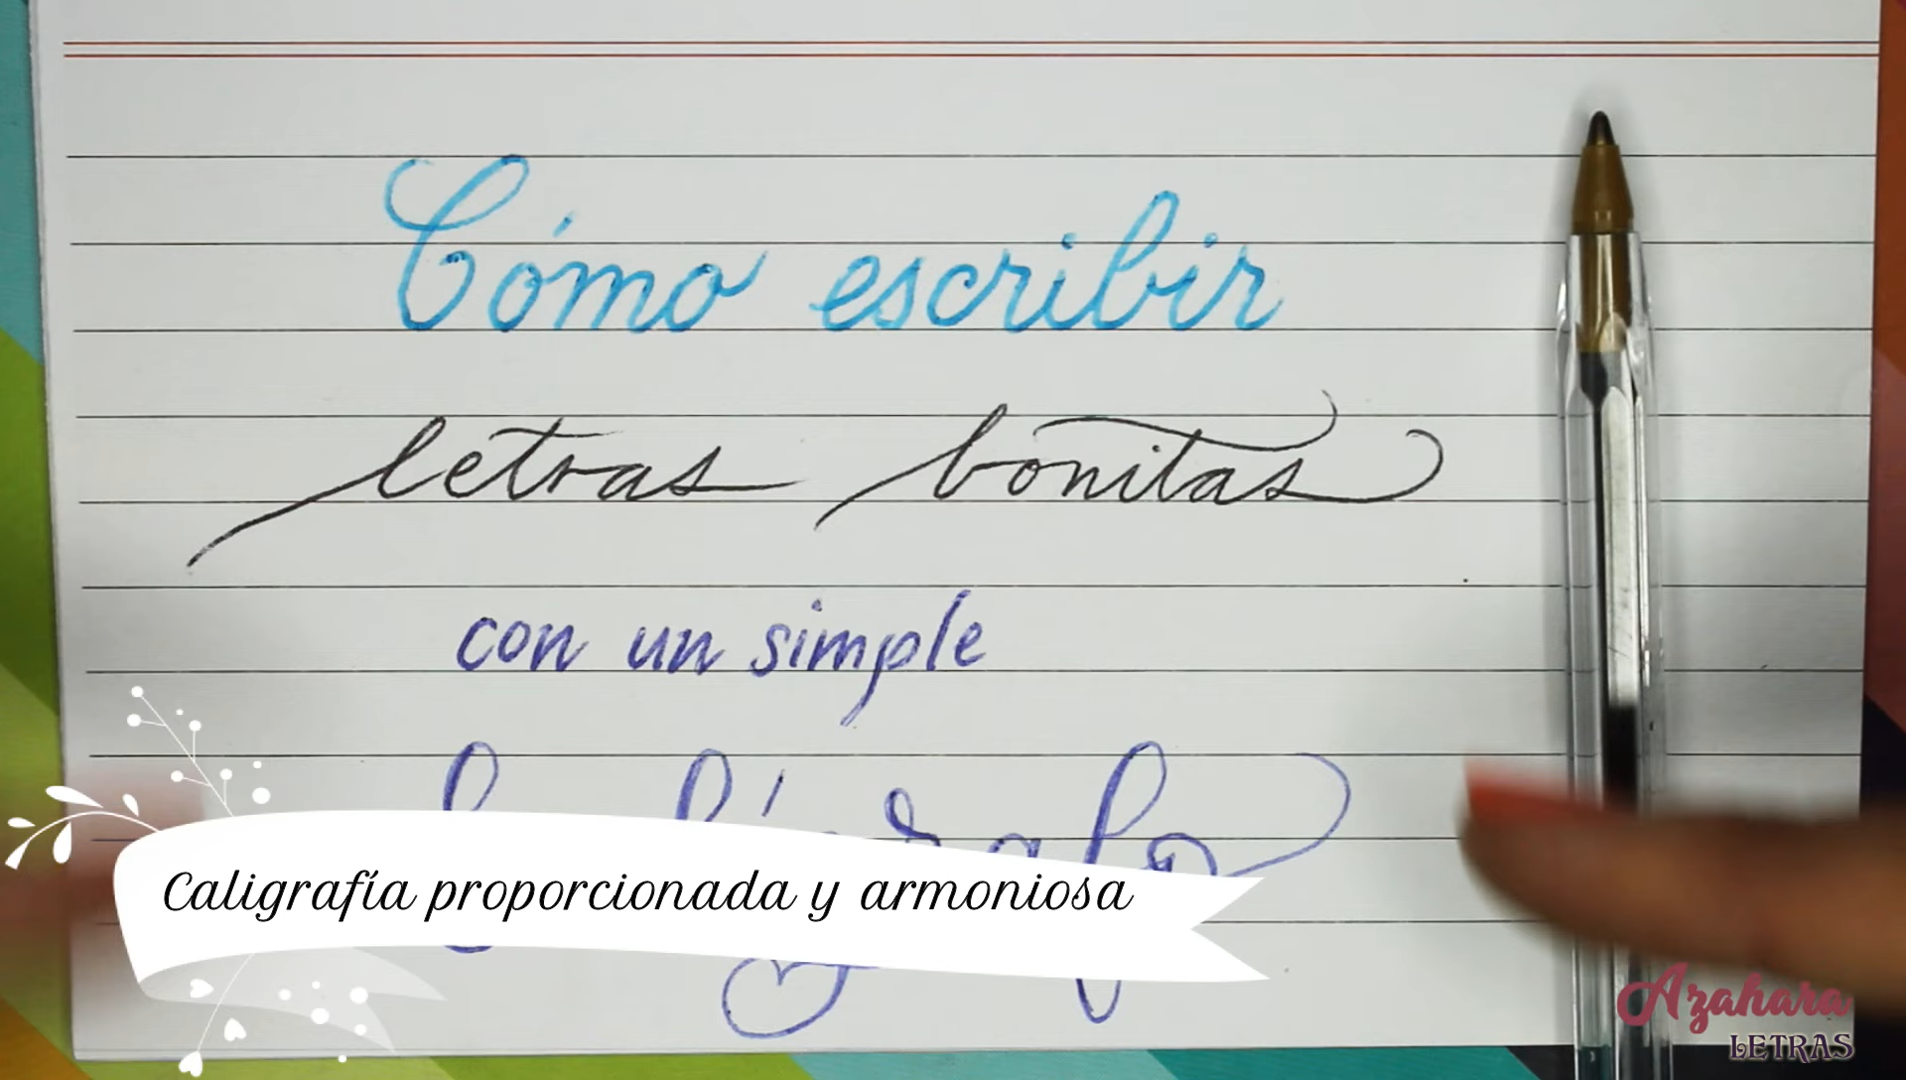 Cómo escribir
letras bonitas
con un simple
Caligrafía proporcionada y armoniosa
Azahara
LETRAS